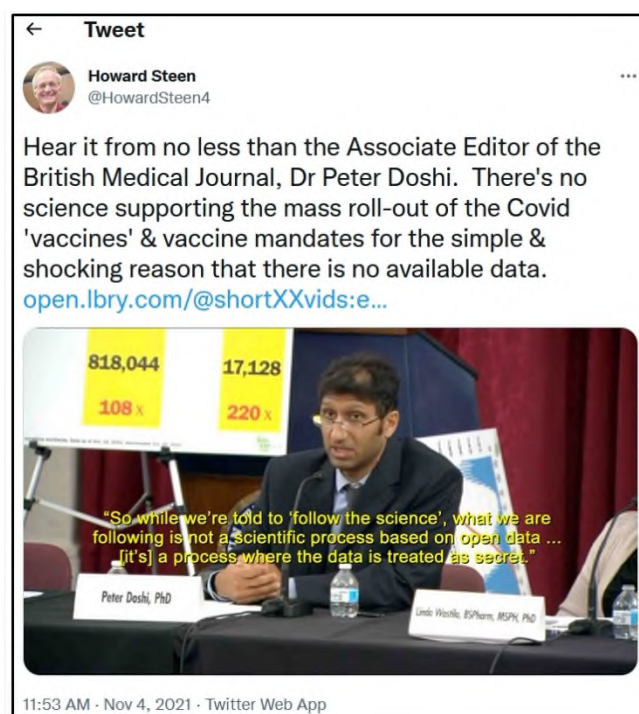 ← Tweet
Howard Steen
@HowardSteen4
Hear it from no less than the Associate Editor of the
British Medical Journal, Dr Peter Doshi. There's no
science supporting the mass roll-out of the Covid
'vaccines' & vaccine mandates for the simple &
shocking reason that there is no available data.
open.lbry.com/@shortXXvids:e...
818,044 17,128
108 x 220 x
“So while we’re told to ‘follow the science’, what we are
following is not a scientific process based on open data ...
[it’s] a process where the data is treated as secret.”
Peter Doshi, PhD
Linda Wastila, BSPharm, MSPH, PhD
11:53 AM · Nov 4, 2021 · Twitter Web App